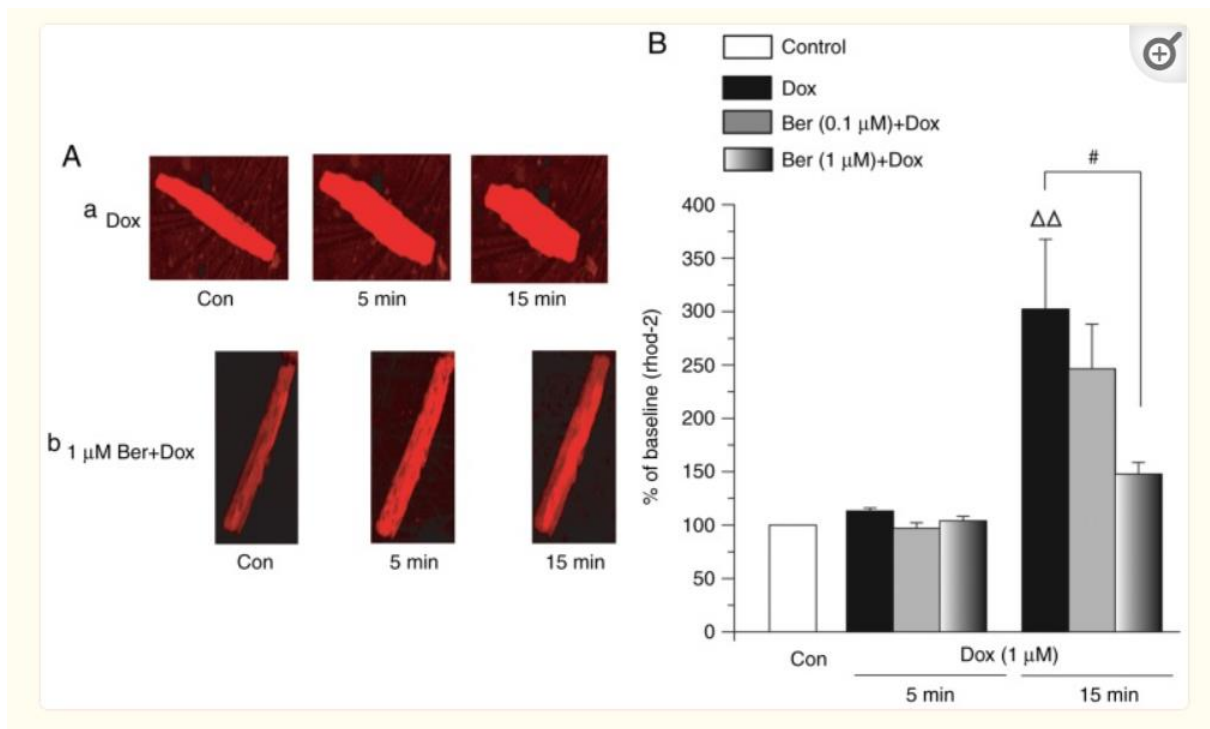 A
a Dox
Con
5 min
15 min
b 1 μM Ber+Dox
Con
5 min
15 min
B
Control
Dox
Ber (0.1 μM)+Dox
Ber (1 μM)+Dox
#
ΔΔ
% of baseline (rhod-2)
400
350
300
250
200
150
100
50
0
Con
Dox (1 μM)
5 min
15 min